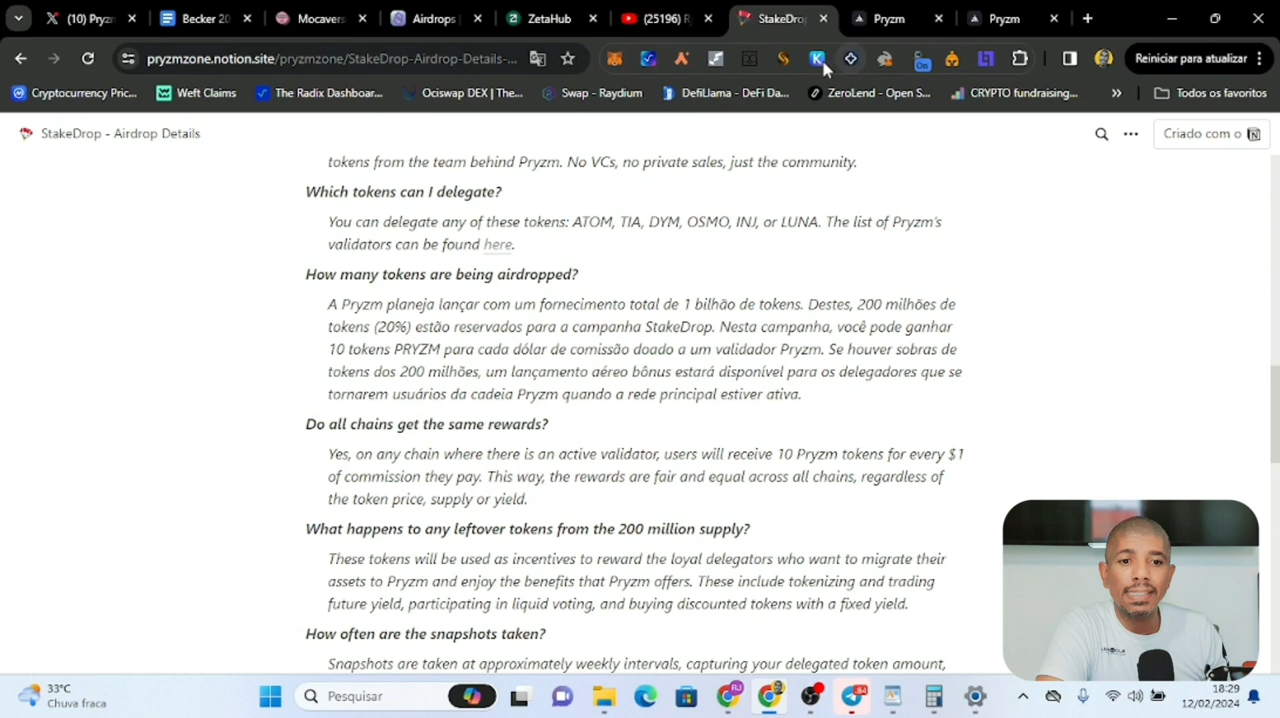 (10) Pryzm
Becker 20
Mocavers
Airdrops
ZetaHub
(25196) R
StakeDro
Pryzm
Pryzm
pryzmzone.notion.site/pryzmzone/StakeDrop-Airdrop-Details-...
On
Reiniciar para atualizar
Cryptocurrency Pric...
Weft Claims
The Radix Dashboar...
Ociswap DEX | The...
Swap - Raydium
DefiLlama - DeFi Da...
ZeroLend - Open S...
CRYPTO fundraising...
Todos os favoritos
StakeDrop - Airdrop Details
Criado com o
tokens from the team behind Pryzm. No VCs, no private sales, just the community.
Which tokens can I delegate?
You can delegate any of these tokens: ATOM, TIA, DYM, OSMO, INJ, or LUNA. The list of Pryzm's
validators can be found here.
How many tokens are being airdropped?
A Pryzm planeja lançar com um fornecimento total de 1 bilhão de tokens. Destes, 200 milhões de
tokens (20%) estão reservados para a campanha StakeDrop. Nesta campanha, você pode ganhar
10 tokens PRYZM para cada dólar de comissão doado a um validador Pryzm. Se houver sobras de
tokens dos 200 milhões, um lançamento aéreo bônus estará disponível para os delegadores que se
tornarem usuários da cadeia Pryzm quando a rede principal estiver ativa.
Do all chains get the same rewards?
Yes, on any chain where there is an active validator, users will receive 10 Pryzm tokens for every $1
of commission they pay. This way, the rewards are fair and equal across all chains, regardless of
the token price, supply or yield.
What happens to any leftover tokens from the 200 million supply?
These tokens will be used as incentives to reward the loyal delegators who want to migrate their
assets to Pryzm and enjoy the benefits that Pryzm offers. These include tokenizing and trading
future yield, participating in liquid voting, and buying discounted tokens with a fixed yield.
How often are the snapshots taken?
Snapshots are taken at approximately weekly intervals, capturing your delegated token amount,
33°C
Chuva fraca
Pesquisar
18:29
12/02/2024